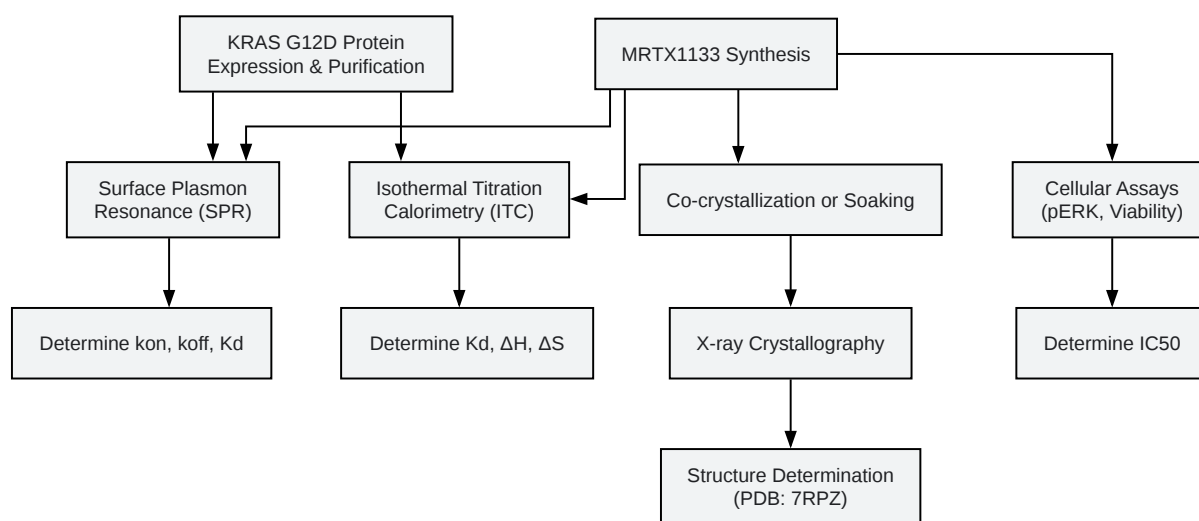 KRAS G12D Protein
Expression & Purification
MRTX1133 Synthesis
Surface Plasmon
Resonance (SPR)
Isothermal Titration
Calorimetry (ITC)
Co-crystallization or Soaking
Cellular Assays
(pERK, Viability)
Determine kon, koff, Kd
Determine Kd, ΔH, ΔS
X-ray Crystallography
Determine IC50
Structure Determination
(PDB: 7RPZ)